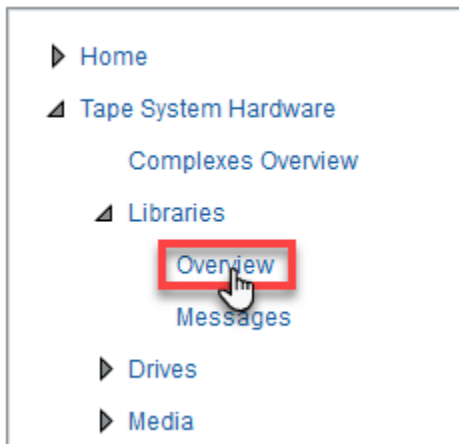 Home
Tape System Hardware
Complexes Overview
Libraries
Overview
Messages
Drives
Media